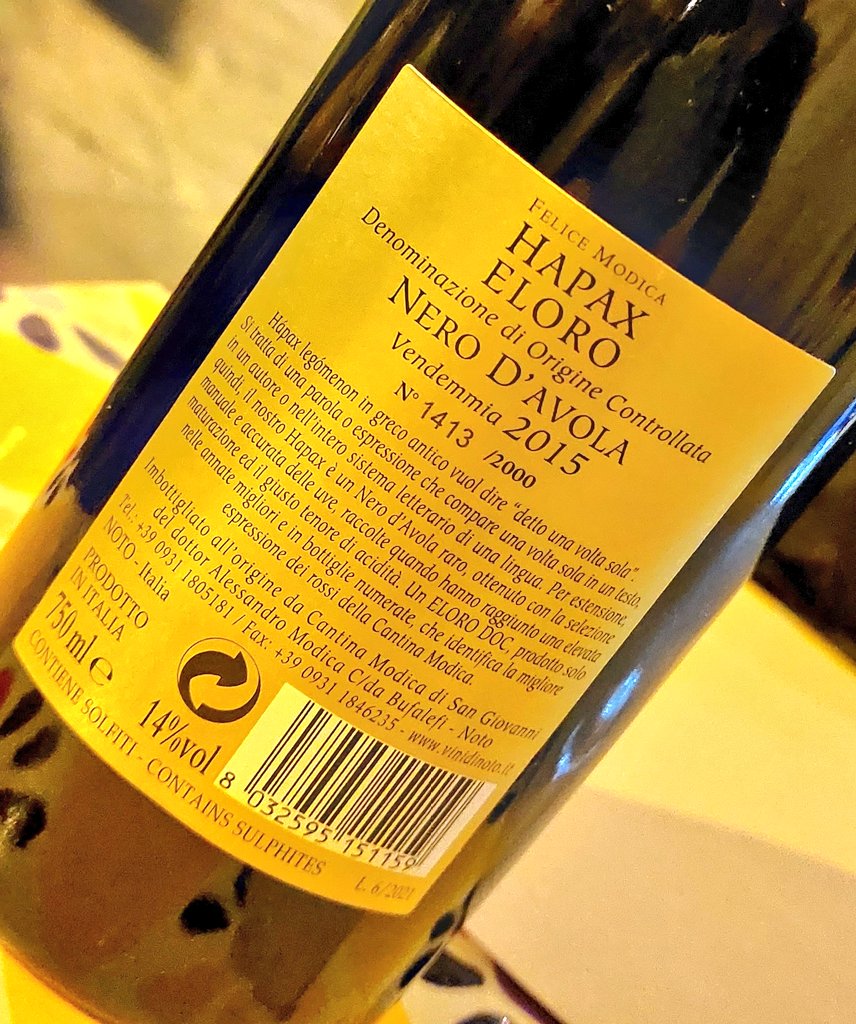 FELICE MODICA
HAPAX
ELORO
Denominazione di Origine Controllata
NERO D'AVOLA
Vendemmia 2015
N° 1413 /2000
Hápax legómenon in greco antico vuol dire "detto una volta sola".
Si tratta di una parola o espressione che compare una volta sola in un testo,
in un autore o nell'intero sistema letterario di una lingua. Per estensione,
quindi, il nostro Hapax è un Nero d'Avola raro, ottenuto con la selezione
manuale e accurata delle uve, raccolte quando hanno raggiunto una elevata
maturazione ed il giusto tenore di acidità. Un ELORO DOC, prodotto solo
nelle annate migliori e in bottiglie numerate, che identifica la migliore
espressione dei rossi della Cantina Modica.
Imbottigliato all'origine da Cantina Modica di San Giovanni
del dottor Alessandro Modica C/da Bufalefi - Noto
Tel.: +39 0931 1805181 / Fax: +39 0931 1846235 - www.vinidinoto.it
NOTO - Italia
PRODOTTO
IN ITALIA
750 ml e
14%vol
8 032595 151159
CONTIENE SOLFITI - CONTAINS SULPHITES
L. 6/2021